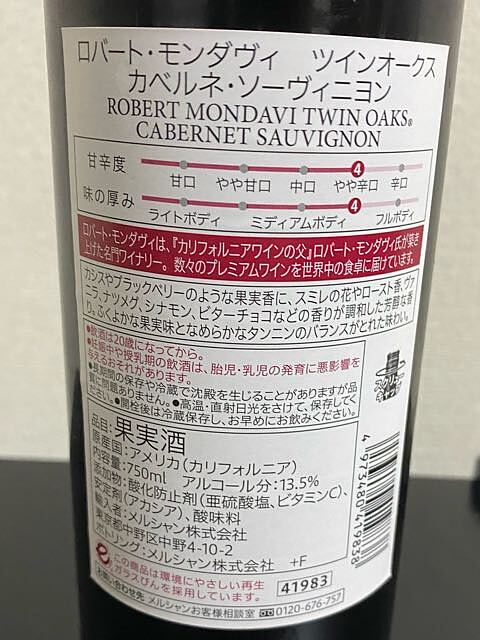 ロバート・モンダヴィ ツインオークス
カベルネ・ソーヴィニヨン
ROBERT MONDAVI TWIN OAKS®
CABERNET SAUVIGNON
甘辛度 4
甘口 やや甘口 中口 やや辛口 辛口
味の厚み 4
ライトボディ ミディアムボディ フルボディ
ロバート・モンダヴィは、『カリフォルニアワインの父』ロバート・モンダヴィ氏が築き
上げた名門ワイナリー。数々のプレミアムワインを世界中の食卓に届けています。
カシスやブラックベリーのような果実香に、スミレの花やロースト香、ヴァ
ニラ、ナツメグ、シナモン、ビターチョコなどの香りが調和した芳醇な香
り。ふくよかな果実味となめらかなタンニンのバランスがとれた味わい。
●飲酒は20歳になってから。
●妊娠中や授乳期の飲酒は、胎児・乳児の発育に悪影響を
与えるおそれがあります。
●長期間の保存や冷蔵で沈殿を生じることがありますが品
質に問題ありません。●高温・直射日光をさけて、保存してく
ださい。●開栓後は冷蔵保存し、お早めにお飲みください。
スクリュー
キャップ
品目:果実酒
原産国:アメリカ(カリフォルニア)
内容量:750ml アルコール分:13.5%
添加物:酸化防止剤(亜硫酸塩、ビタミンC)、
安定剤(アカシア)、酸味料
輸入者:メルシャン株式会社
東京都中野区中野4-10-2
ボトリング:メルシャン株式会社 +F
この商品は環境にやさしい再生
ガラスびんを採用しています。
41983
お問い合わせ先 メルシャンお客様相談室 0120-676-757
4 973480 419838